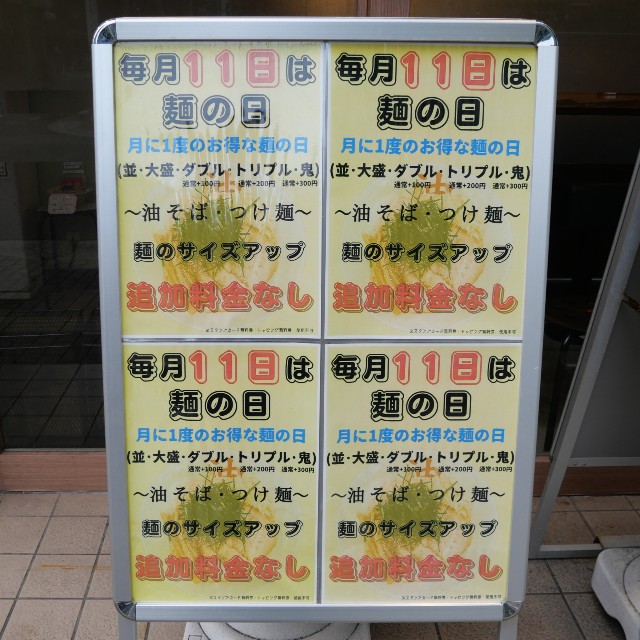 毎月11日は
麺の日
月に1度のお得な麺の日
(並・大盛・ダブル・トリプル・鬼)
通常+100円 通常+200円 通常+300円
～油そば・つけ麺～
麺のサイズアップ
追加料金なし
毎月11日は
麺の日
月に1度のお得な麺の日
(並・大盛・ダブル・トリプル・鬼)
通常+100円 通常+200円 通常+300円
～油そば・つけ麺～
麺のサイズアップ
追加料金なし
毎月11日は
麺の日
月に1度のお得な麺の日
(並・大盛・ダブル・トリプル・鬼)
通常+100円 通常+200円 通常+300円
～油そば・つけ麺～
麺のサイズアップ
追加料金なし
毎月11日は
麺の日
月に1度のお得な麺の日
(並・大盛・ダブル・トリプル・鬼)
通常+100円 通常+200円 通常+300円
～油そば・つけ麺～
麺のサイズアップ
追加料金なし